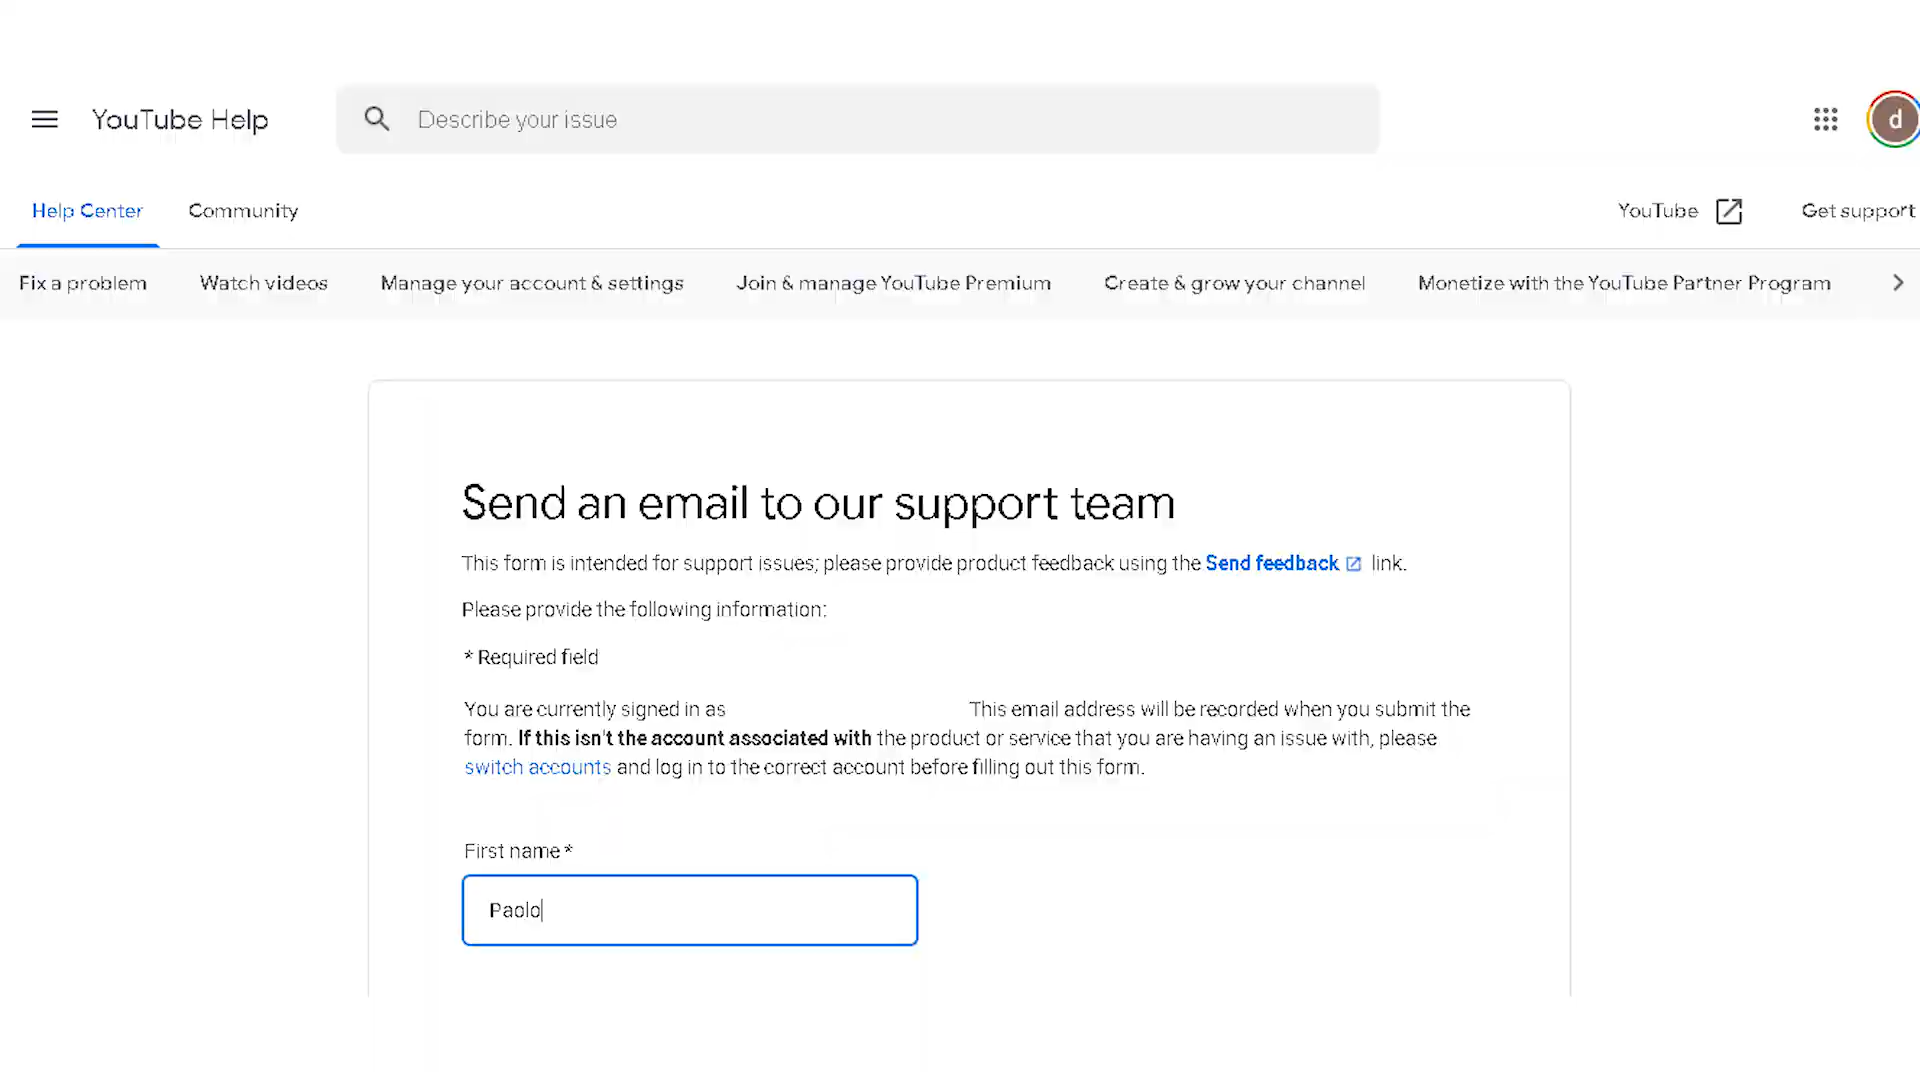 YouTube Help
Describe your issue
d
Help Center
Community
YouTube
Get support
Fix a problem
Watch videos
Manage your account & settings
Join & manage YouTube Premium
Create & grow your channel
Monetize with the YouTube Partner Program
Send an email to our support team
This form is intended for support issues; please provide product feedback using the Send feedback link.
Please provide the following information:
* Required field
You are currently signed in as This email address will be recorded when you submit the
form. If this isn't the account associated with the product or service that you are having an issue with, please
switch accounts and log in to the correct account before filling out this form.
First name *
Paolo